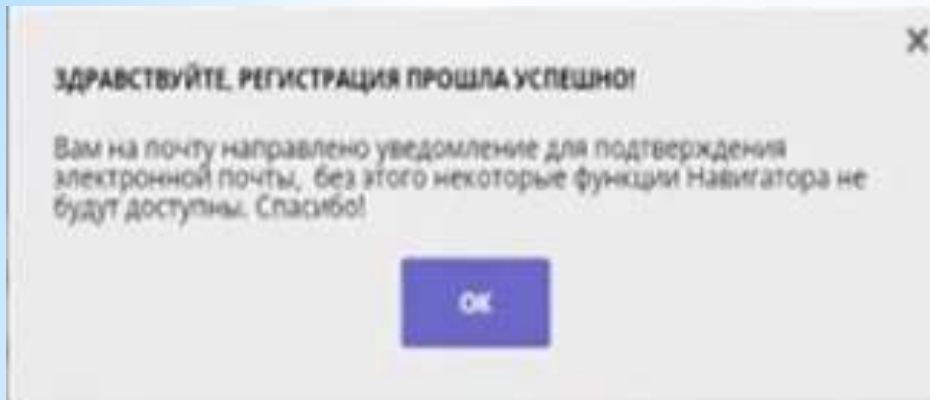 ЗДРАВСТВУЙТЕ, РЕГИСТРАЦИЯ ПРОШЛА УСПЕШНО!
Вам на почту направлено уведомление для подтверждения
электронной почты, без этого некоторые функции Навигатора не
будут доступны. Спасибо!
ОК